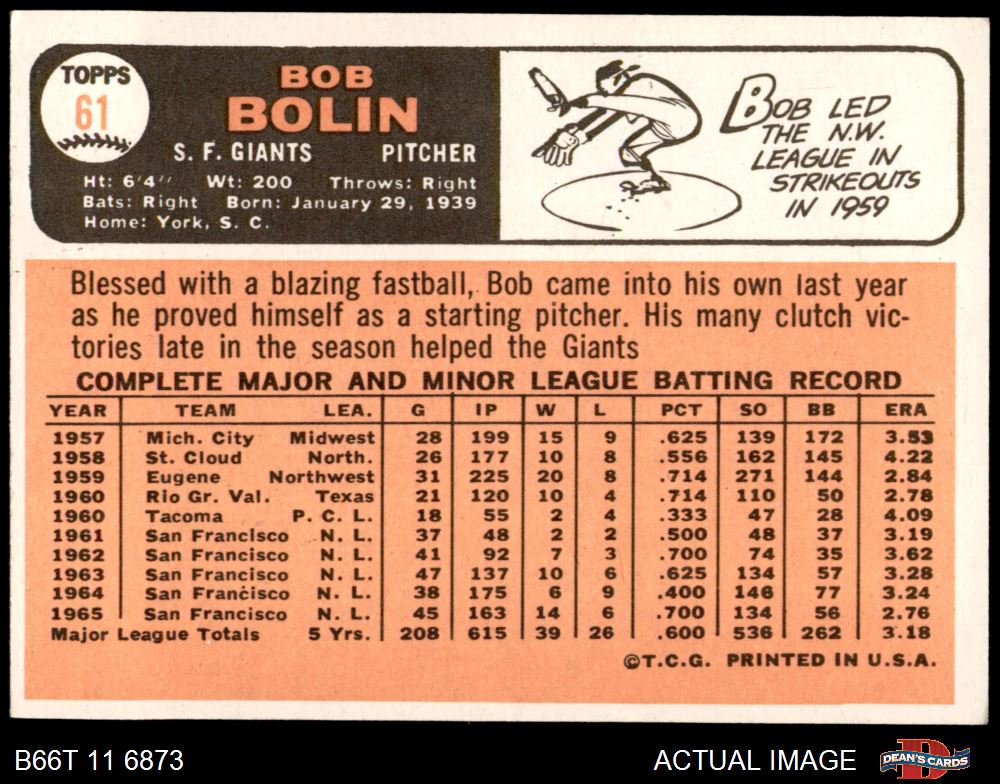 TOPPS
61
BOB
BOLIN
S. F. GIANTS PITCHER
Ht: 6'4" Wt: 200 Throws: Right
Bats: Right Born: January 29, 1939
Home: York, S. C.
BOB LED
THE N.W.
LEAGUE IN
STRIKEOUTS
IN 1959
Blessed with a blazing fastball, Bob came into his own last year
as he proved himself as a starting pitcher. His many clutch vic-
tories late in the season helped the Giants
COMPLETE MAJOR AND MINOR LEAGUE BATTING RECORD
YEAR TEAM LEA. G IP W L PCT SO BB ERA
1957 Mich. City Midwest 28 199 15 9 .625 139 172 3.53
1958 St. Cloud North. 26 177 10 8 .556 162 145 4.22
1959 Eugene Northwest 31 225 20 8 .714 271 144 2.84
1960 Rio Gr. Val. Texas 21 120 10 4 .714 110 50 2.78
1960 Tacoma P. C. L. 18 55 2 4 .333 47 28 4.09
1961 San Francisco N. L. 37 48 2 2 .500 48 37 3.19
1962 San Francisco N. L. 41 92 7 3 .700 74 35 3.62
1963 San Francisco N. L. 47 137 10 6 .625 134 57 3.28
1964 San Francisco N. L. 38 175 6 9 .400 146 77 3.24
1965 San Francisco N. L. 45 163 14 6 .700 134 56 2.76
Major League Totals 5 Yrs. 208 615 39 26 .600 536 262 3.18
©T.C.G. PRINTED IN U.S.A.
B66T 11 6873 ACTUAL IMAGE DEAN'S CARDS